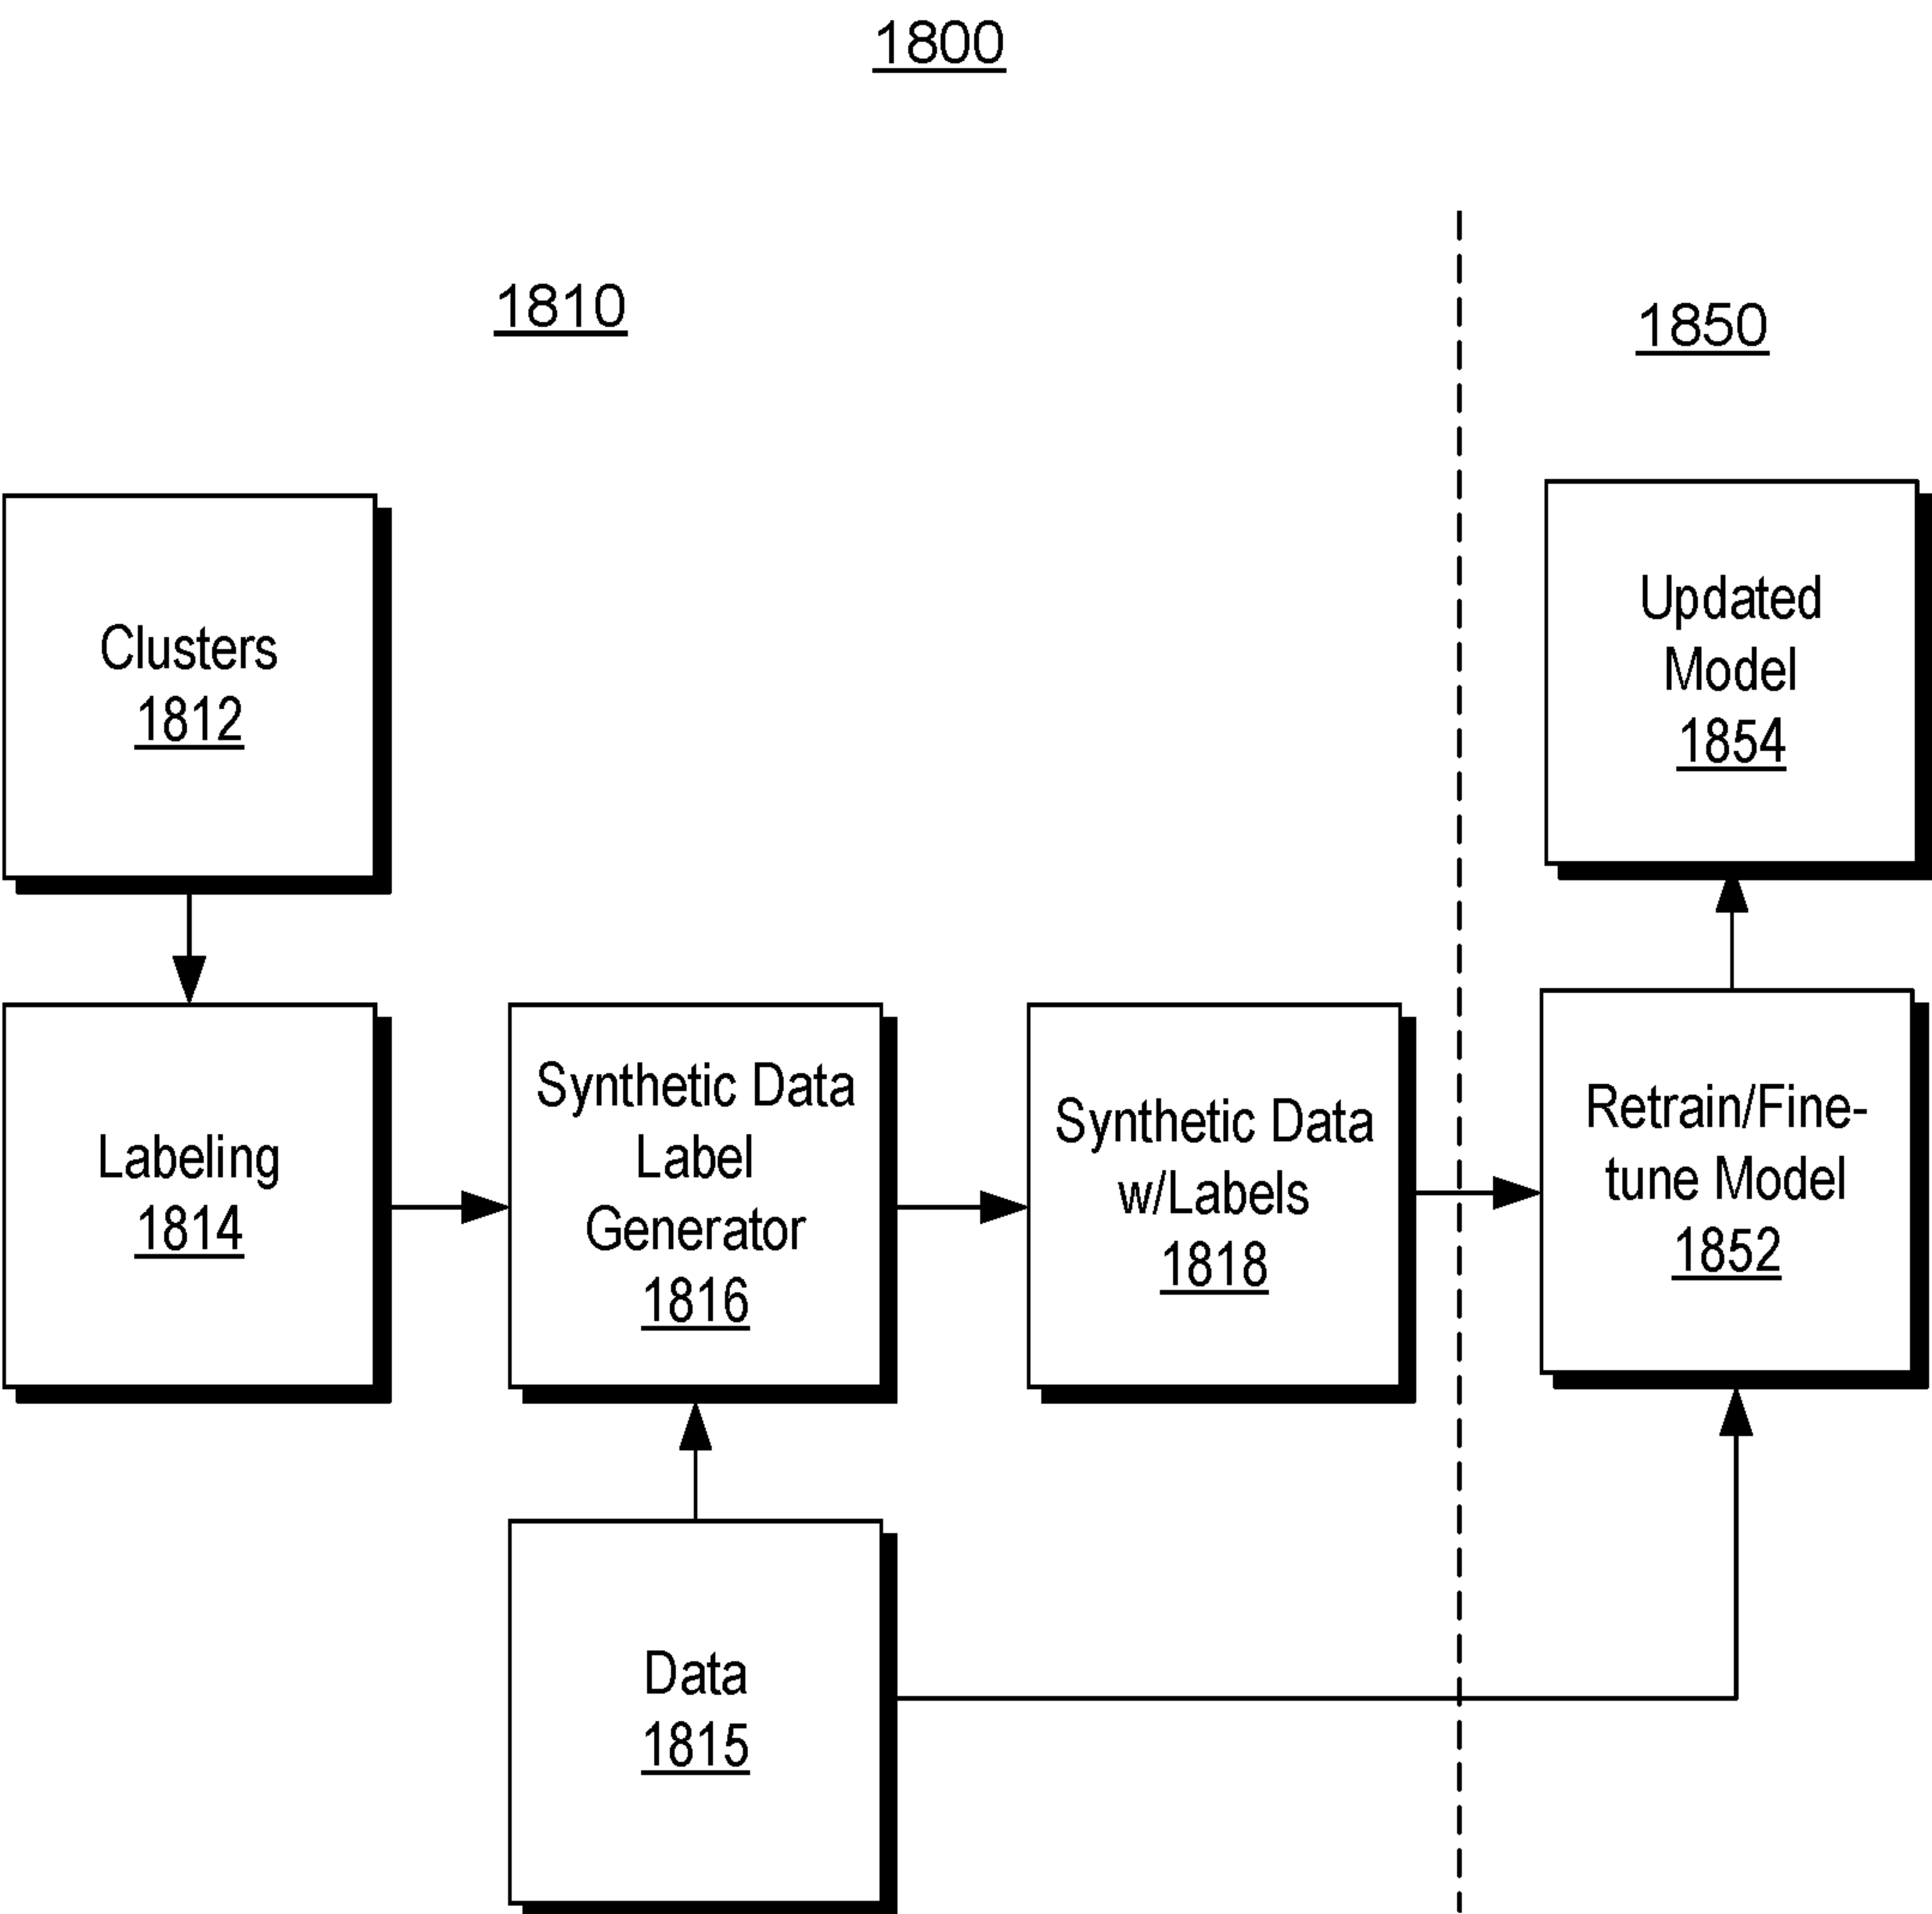 1800
1810
1850
Clusters
1812
Updated
Model
1854
Labeling
1814
Synthetic Data
Label
Generator
1816
Synthetic Data
w/Labels
1818
Retrain/Fine-
tune Model
1852
Data
1815